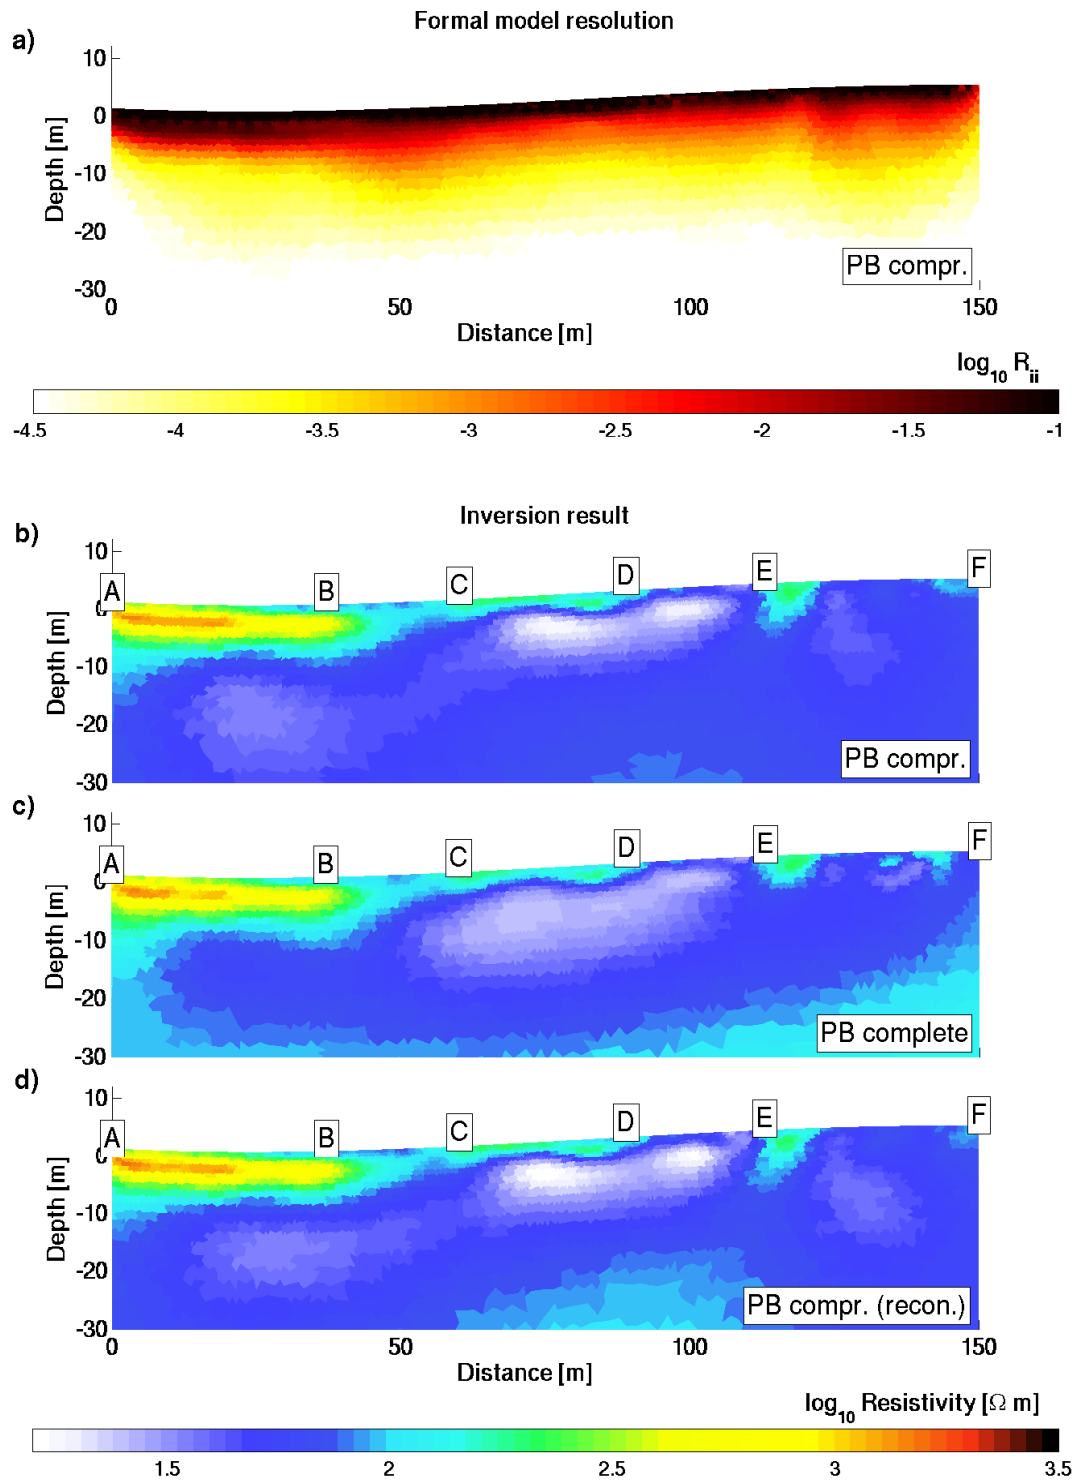 Formal model resolution
a)
10
0
-10
-20
-30
Depth [m]
PB compr.
0 50 100 150
Distance [m]
log10 Rii
-4.5 -4 -3.5 -3 -2.5 -2 -1.5 -1
Inversion result
b)
10
0
-10
-20
-30
Depth [m]
A B C D E F
PB compr.
c)
10
0
-10
-20
-30
Depth [m]
A B C D E F
PB complete
d)
10
0
-10
-20
-30
Depth [m]
A B C D E F
PB compr. (recon.)
0 50 100 150
Distance [m]
log10 Resistivity [Ω m]
1.5 2 2.5 3 3.5